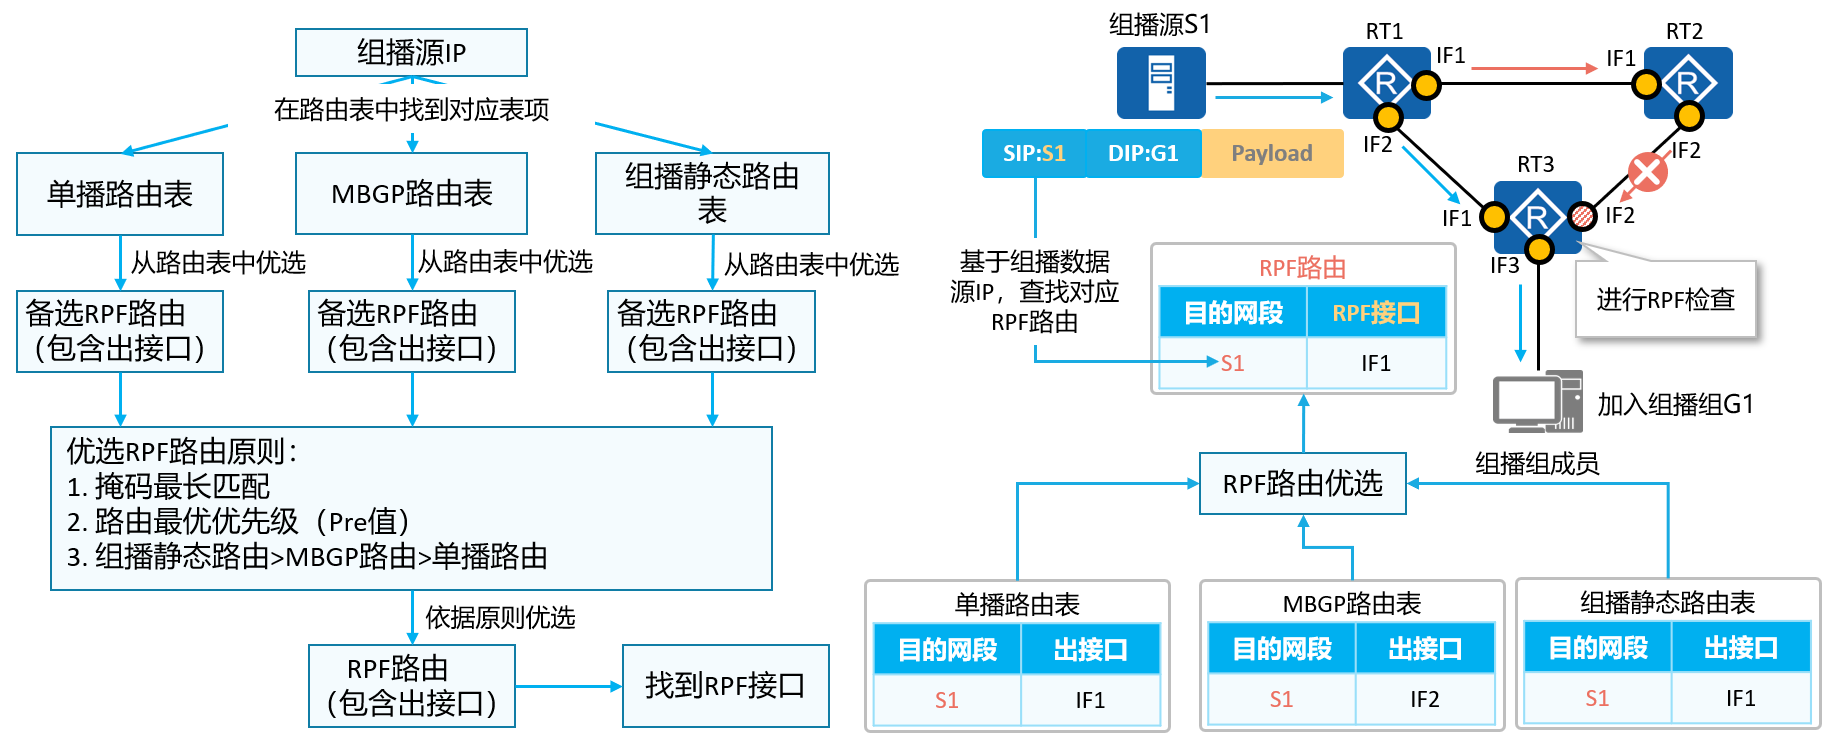 组播源IP
在路由表中找到对应表项
单播路由表
MBGP路由表
组播静态路由
表
从路由表中优选
从路由表中优选
从路由表中优选
备选RPF路由
（包含出接口）
备选RPF路由
（包含出接口）
备选RPF路由
（包含出接口）
优选RPF路由原则：
1. 掩码最长匹配
2. 路由最优优先级（Pre值）
3. 组播静态路由>MBGP路由>单播路由
依据原则优选
RPF路由
（包含出接口）
找到RPF接口
组播源S1
RT1
RT2
IF1
IF1
R
R
IF2
IF2
SIP:S1
DIP:G1
Payload
RT3
IF1
R
IF2
IF3
进行RPF检查
基于组播数据
源IP，查找对应
RPF路由
RPF路由
目的网段
RPF接口
S1
IF1
加入组播组G1
组播组成员
RPF路由优选
单播路由表
目的网段
出接口
S1
IF1
MBGP路由表
目的网段
出接口
S1
IF2
组播静态路由表
目的网段
出接口
S1
IF1